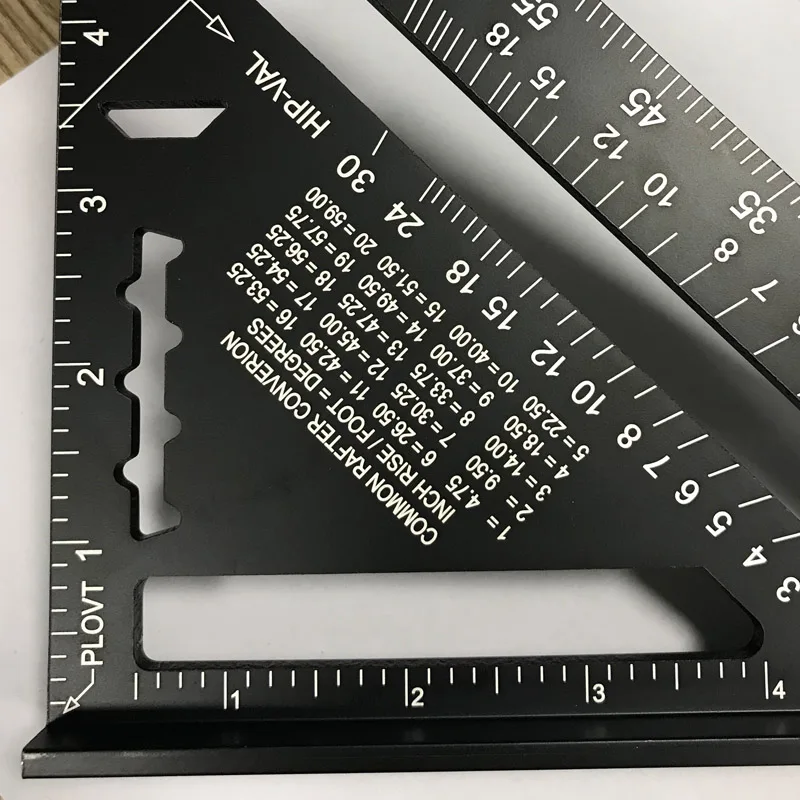 HIP-VAL 30 24 18 15 12 10 8 7 6 5 4 3
COMMON RAFTER CONVERION
INCH RISE / FOOT = DEGREES
1 = 4.75 6 = 26.50 11 = 42.50 16 = 53.25
2 = 9.50 7 = 30.25 12 = 45.00 17 = 54.25
3 = 14.00 8 = 33.75 13 = 47.25 18 = 56.25
4 = 18.50 9 = 37.00 14 = 49.50 19 = 57.75
5 = 22.50 10 = 40.00 15 = 51.50 20 = 59.00
55 45 35
18 15 12 10 8 7
4 3 2 1
PLOVT
1 2 3 4